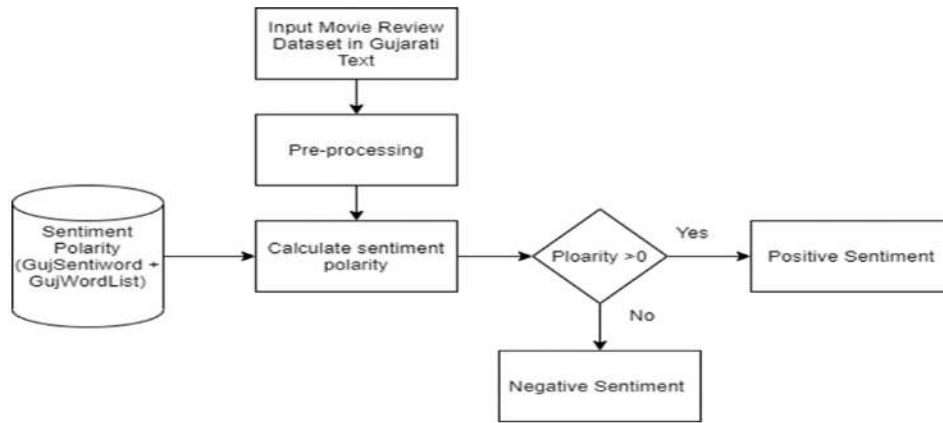 Input Movie Review
Dataset in Gujarati
Text
Pre-processing
Sentiment
Polarity
(GujSentiword +
GujWordList)
Calculate sentiment
polarity
Ploarity >0
Yes
Positive Sentiment
No
Negative Sentiment